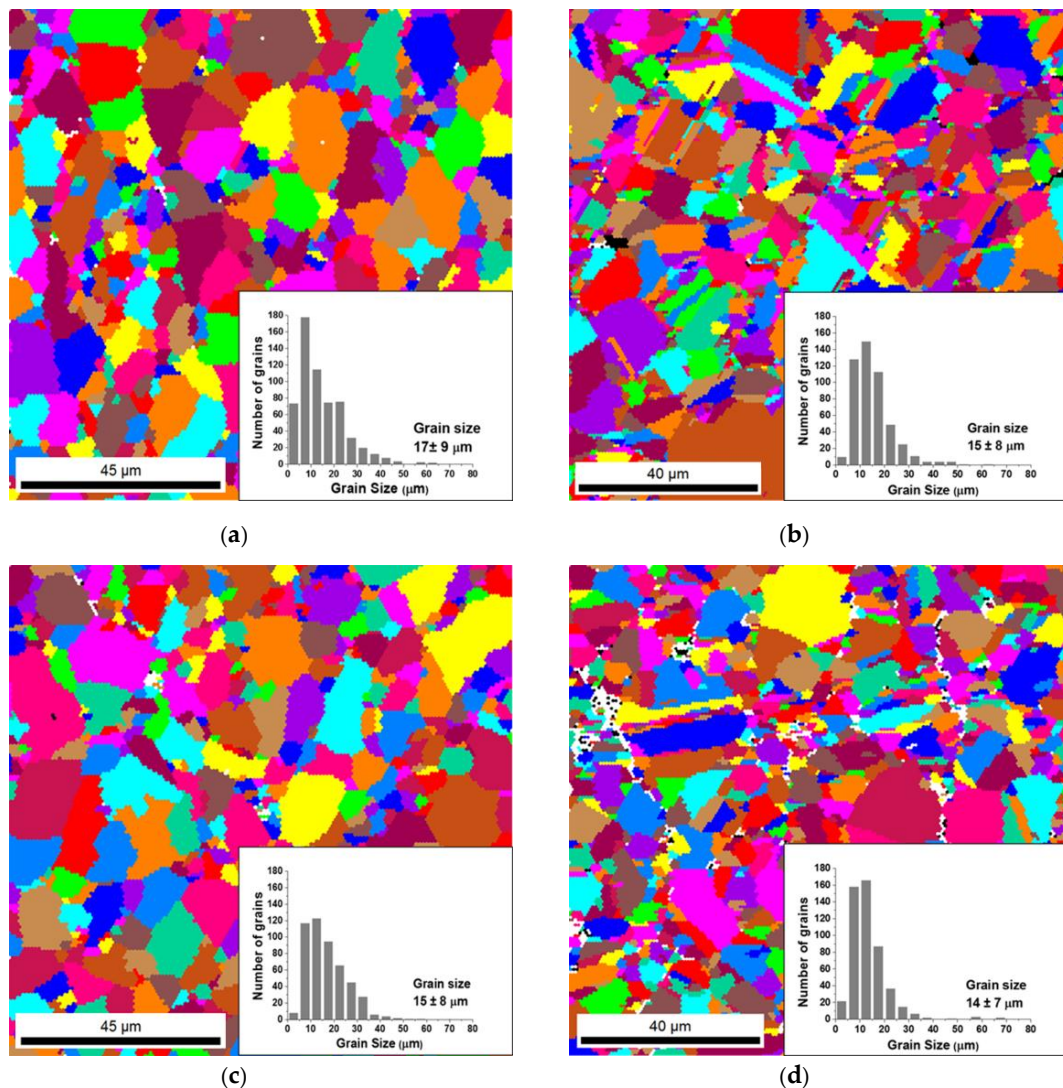 180
160
140
120
100
80
60
40
20
0
Number of grains
Grain size
17± 9 μm
0 10 20 30 40 50 60 70 80
Grain Size (μm)
45 μm
(a)
180
160
140
120
100
80
60
40
20
0
Number of grains
Grain size
15 ± 8 μm
0 10 20 30 40 50 60 70 80
Grain Size (μm)
40 μm
(b)
180
160
140
120
100
80
60
40
20
0
Number of grains
Grain size
15 ± 8 μm
0 10 20 30 40 50 60 70 80
Grain Size (μm)
45 μm
(c)
180
160
140
120
100
80
60
40
20
0
Number of grains
Grain size
14 ± 7 μm
0 10 20 30 40 50 60 70 80
Grain Size (μm)
40 μm
(d)